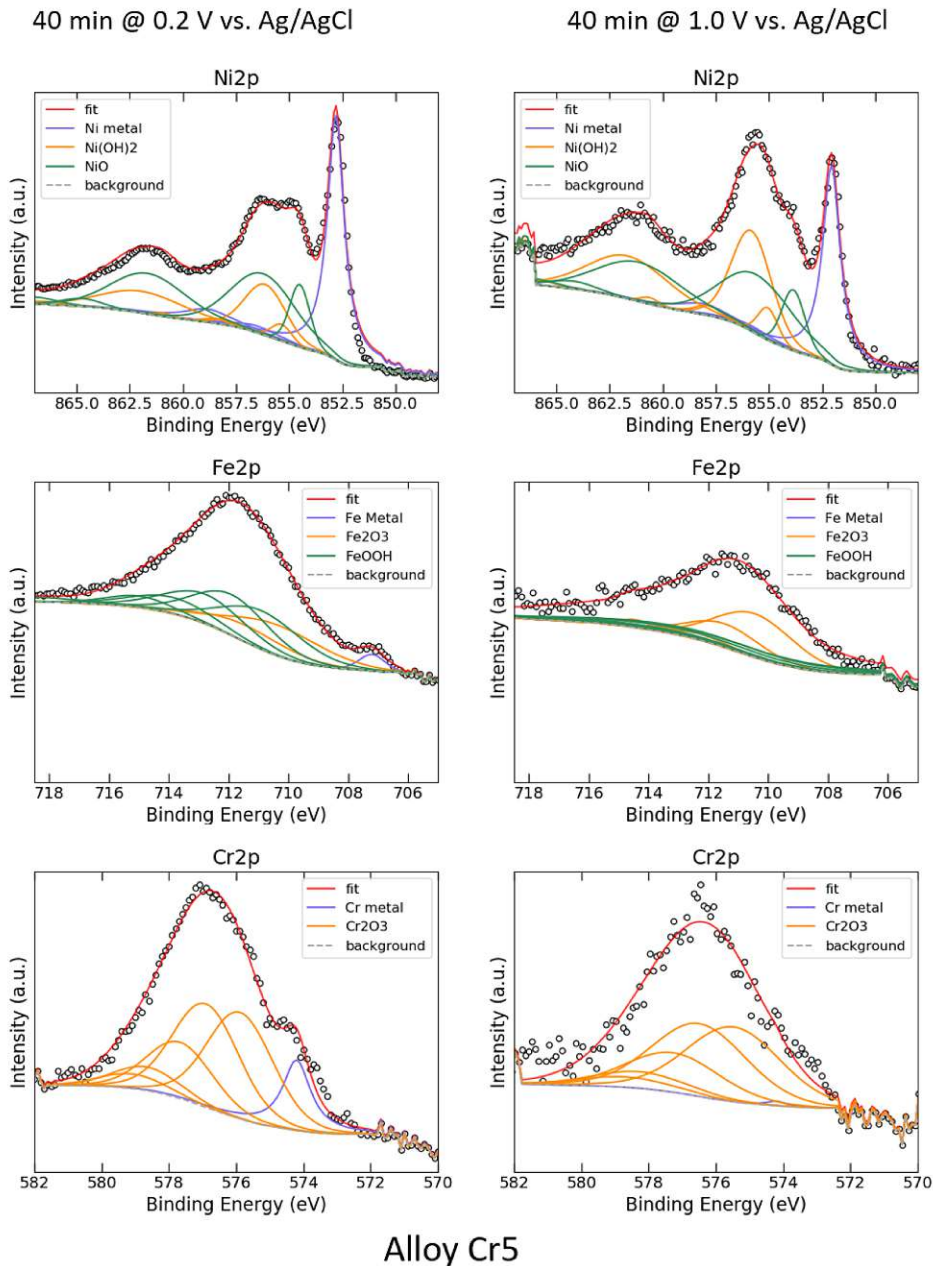 40 min @ 0.2 V vs. Ag/AgCl
40 min @ 1.0 V vs. Ag/AgCl
Ni2p
fit
Ni metal
Ni(OH)2
NiO
background
Intensity (a.u.)
865.0 862.5 860.0 857.5 855.0 852.5 850.0
Binding Energy (eV)
Ni2p
fit
Ni metal
Ni(OH)2
NiO
background
Intensity (a.u.)
865.0 862.5 860.0 857.5 855.0 852.5 850.0
Binding Energy (eV)
Fe2p
fit
Fe Metal
Fe2O3
FeOOH
background
Intensity (a.u.)
718 716 714 712 710 708 706
Binding Energy (eV)
Fe2p
fit
Fe Metal
Fe2O3
FeOOH
background
Intensity (a.u.)
718 716 714 712 710 708 706
Binding Energy (eV)
Cr2p
fit
Cr metal
Cr2O3
background
Intensity (a.u.)
582 580 578 576 574 572 570
Binding Energy (eV)
Cr2p
fit
Cr metal
Cr2O3
background
Intensity (a.u.)
582 580 578 576 574 572 570
Binding Energy (eV)
Alloy Cr5